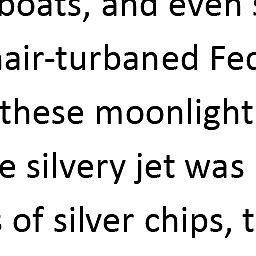 boats, and even
hair-turbaned Fed
these moonlight
silvery jet was
of silver chips,